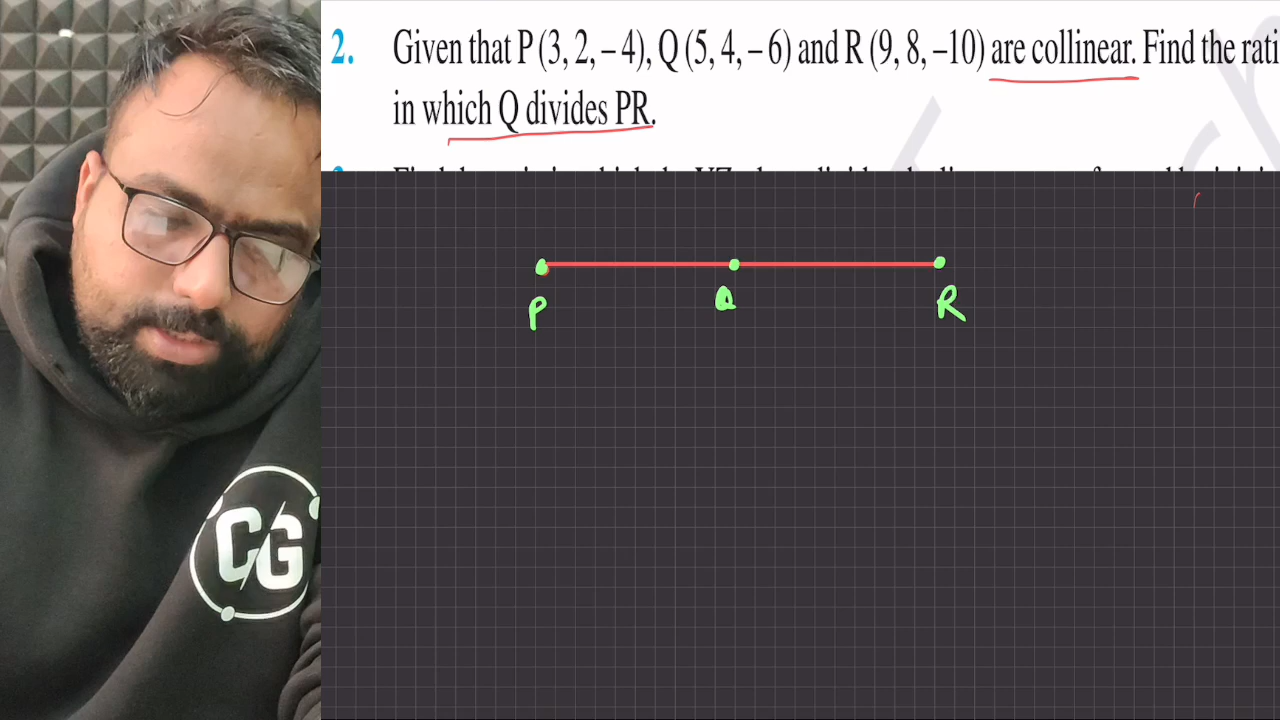 2. Given that P (3, 2, – 4), Q (5, 4, – 6) and R (9, 8, –10) are collinear. Find the rati
in which Q divides PR.
P Q R
CG